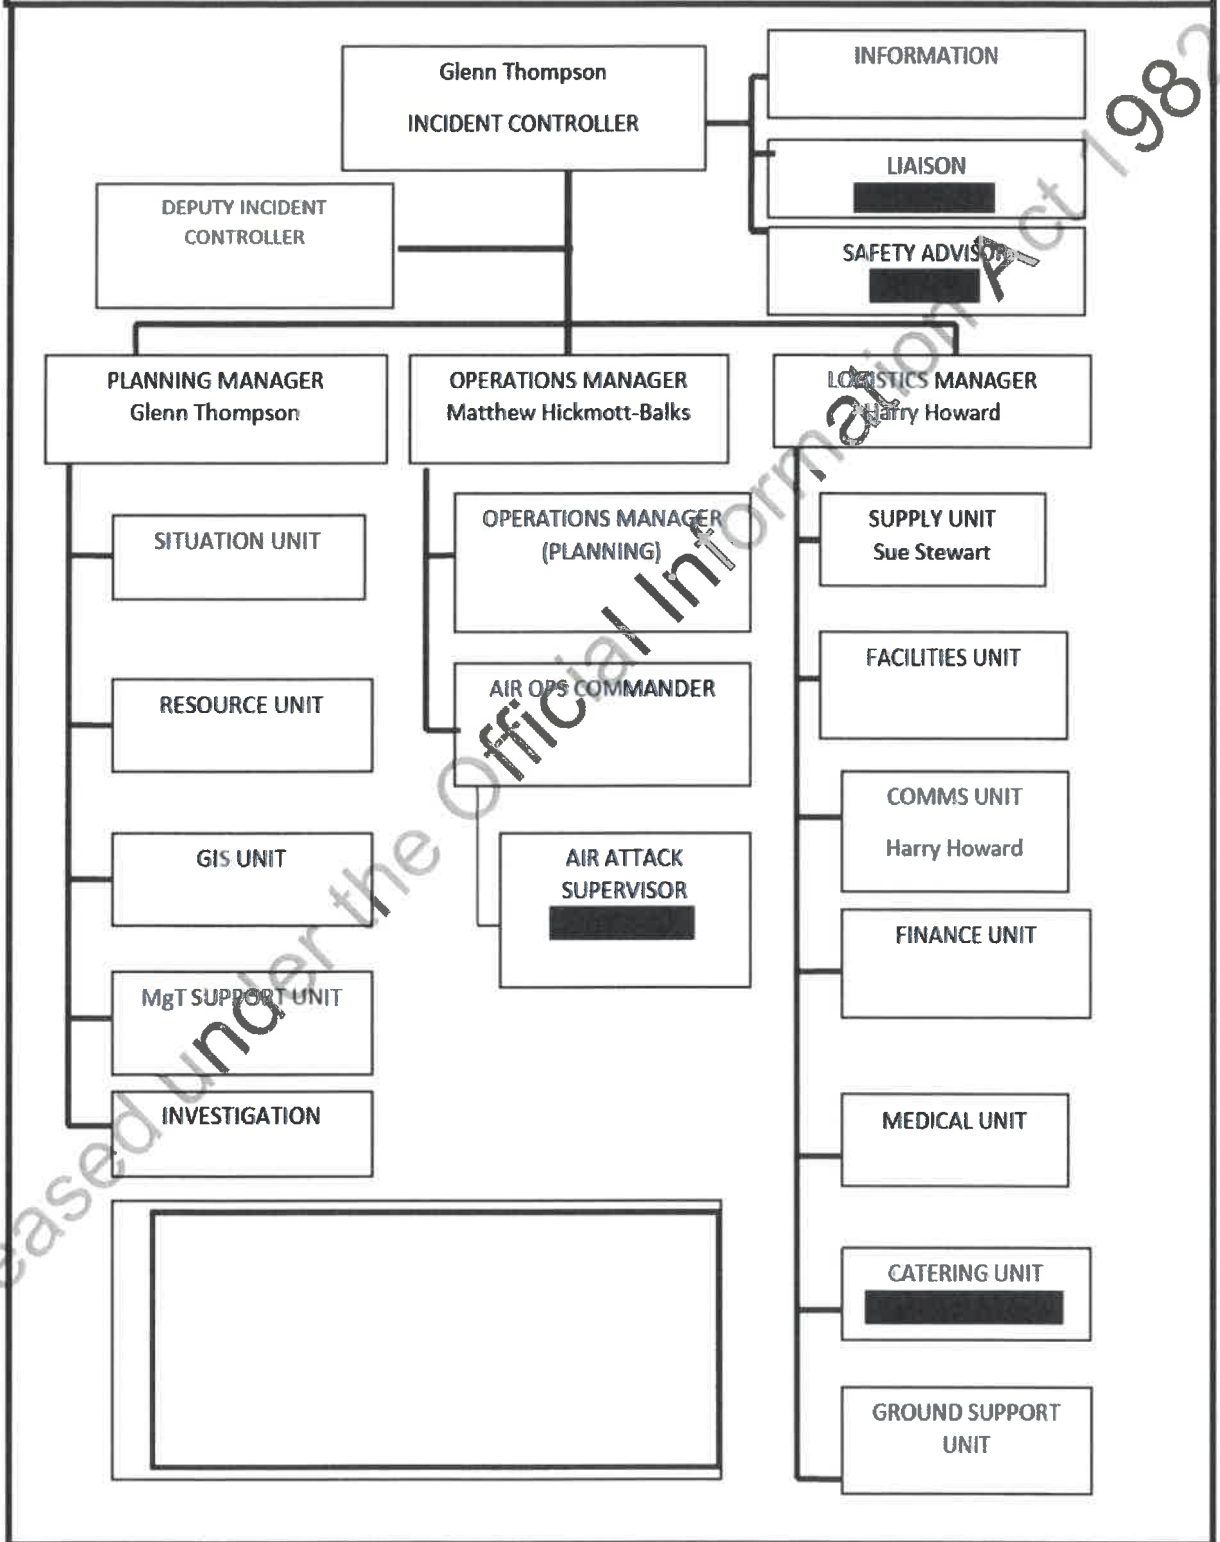 Glenn Thompson
INCIDENT CONTROLLER
INFORMATION
LIAISON
SAFETY ADVISOR
DEPUTY INCIDENT
CONTROLLER
PLANNING MANAGER
Glenn Thompson
OPERATIONS MANAGER
Matthew Hickmott-Balks
LOGISTICS MANAGER
Harry Howard
SITUATION UNIT
RESOURCE UNIT
GIS UNIT
MgT SUPPORT UNIT
INVESTIGATION
OPERATIONS MANAGER
(PLANNING)
AIR OPS COMMANDER
AIR ATTACK
SUPERVISOR
SUPPLY UNIT
Sue Stewart
FACILITIES UNIT
COMMS UNIT
Harry Howard
FINANCE UNIT
MEDICAL UNIT
CATERING UNIT
GROUND SUPPORT
UNIT
eased under the Official Information Act 1982